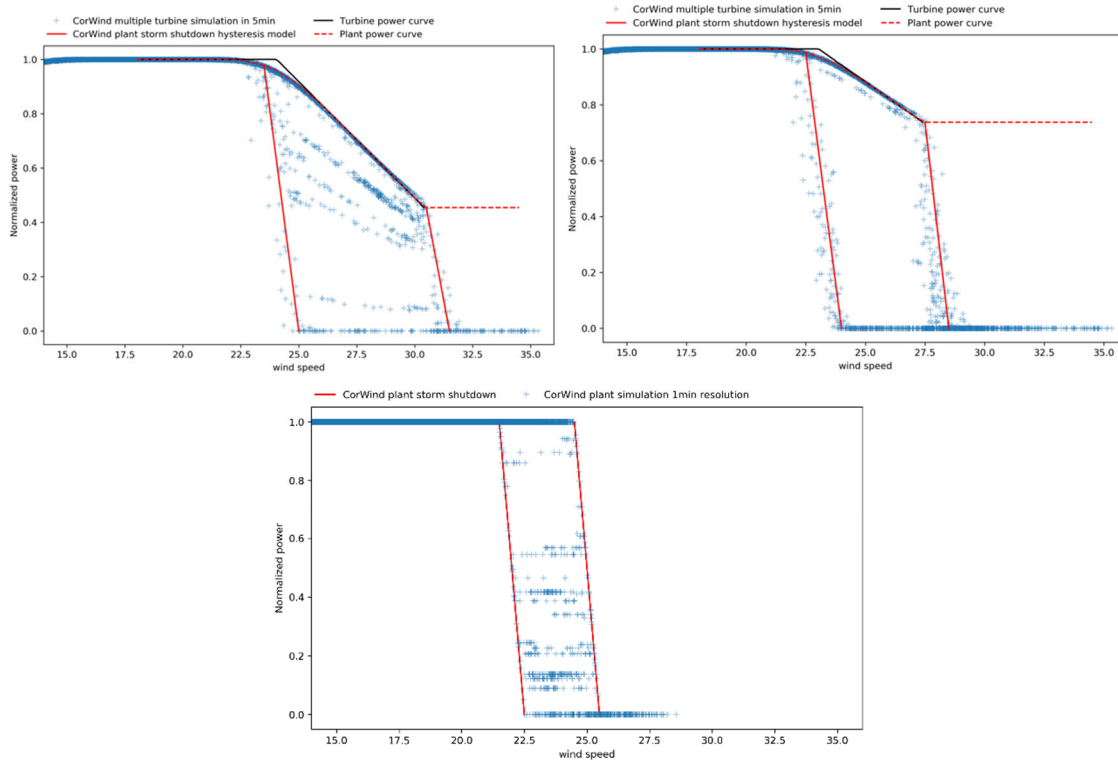 CorWind multiple turbine simulation in 5min
Turbine power curve
CorWind plant storm shutdown hysteresis model
Plant power curve
1.0
0.8
0.6
0.4
0.2
0.0
Normalized power
15.0 17.5 20.0 22.5 25.0 27.5 30.0 32.5 35.0
wind speed
CorWind multiple turbine simulation in 5min
Turbine power curve
CorWind plant storm shutdown hysteresis model
Plant power curve
1.0
0.8
0.6
0.4
0.2
0.0
Normalized power
15.0 17.5 20.0 22.5 25.0 27.5 30.0 32.5 35.0
wind speed
CorWind plant storm shutdown
CorWind plant simulation 1min resolution
1.0
0.8
0.6
0.4
0.2
0.0
Normalized power
15.0 17.5 20.0 22.5 25.0 27.5 30.0 32.5 35.0
wind speed